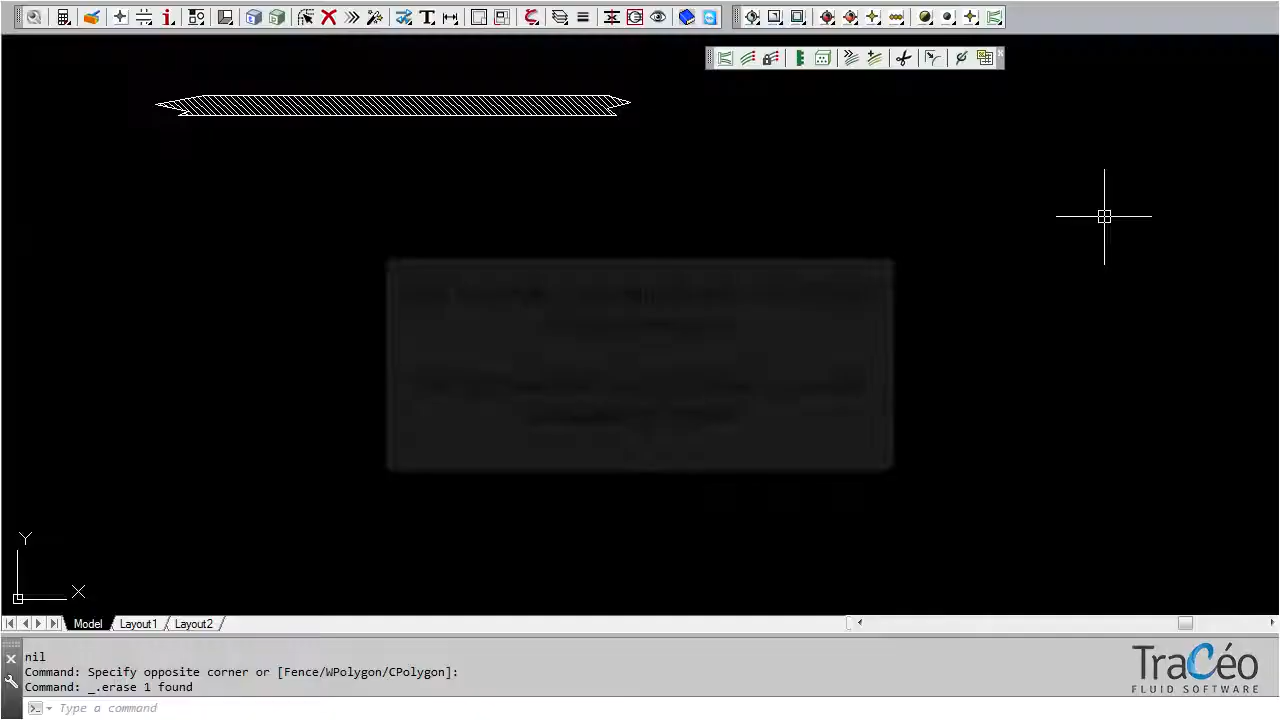 Y
X
Model Layout1 Layout2
nil
Command: Specify opposite corner or [Fence/WPolygon/CPolygon]:
Command: _.erase 1 found
Type a command
TraCéo
FLUID SOFTWARE